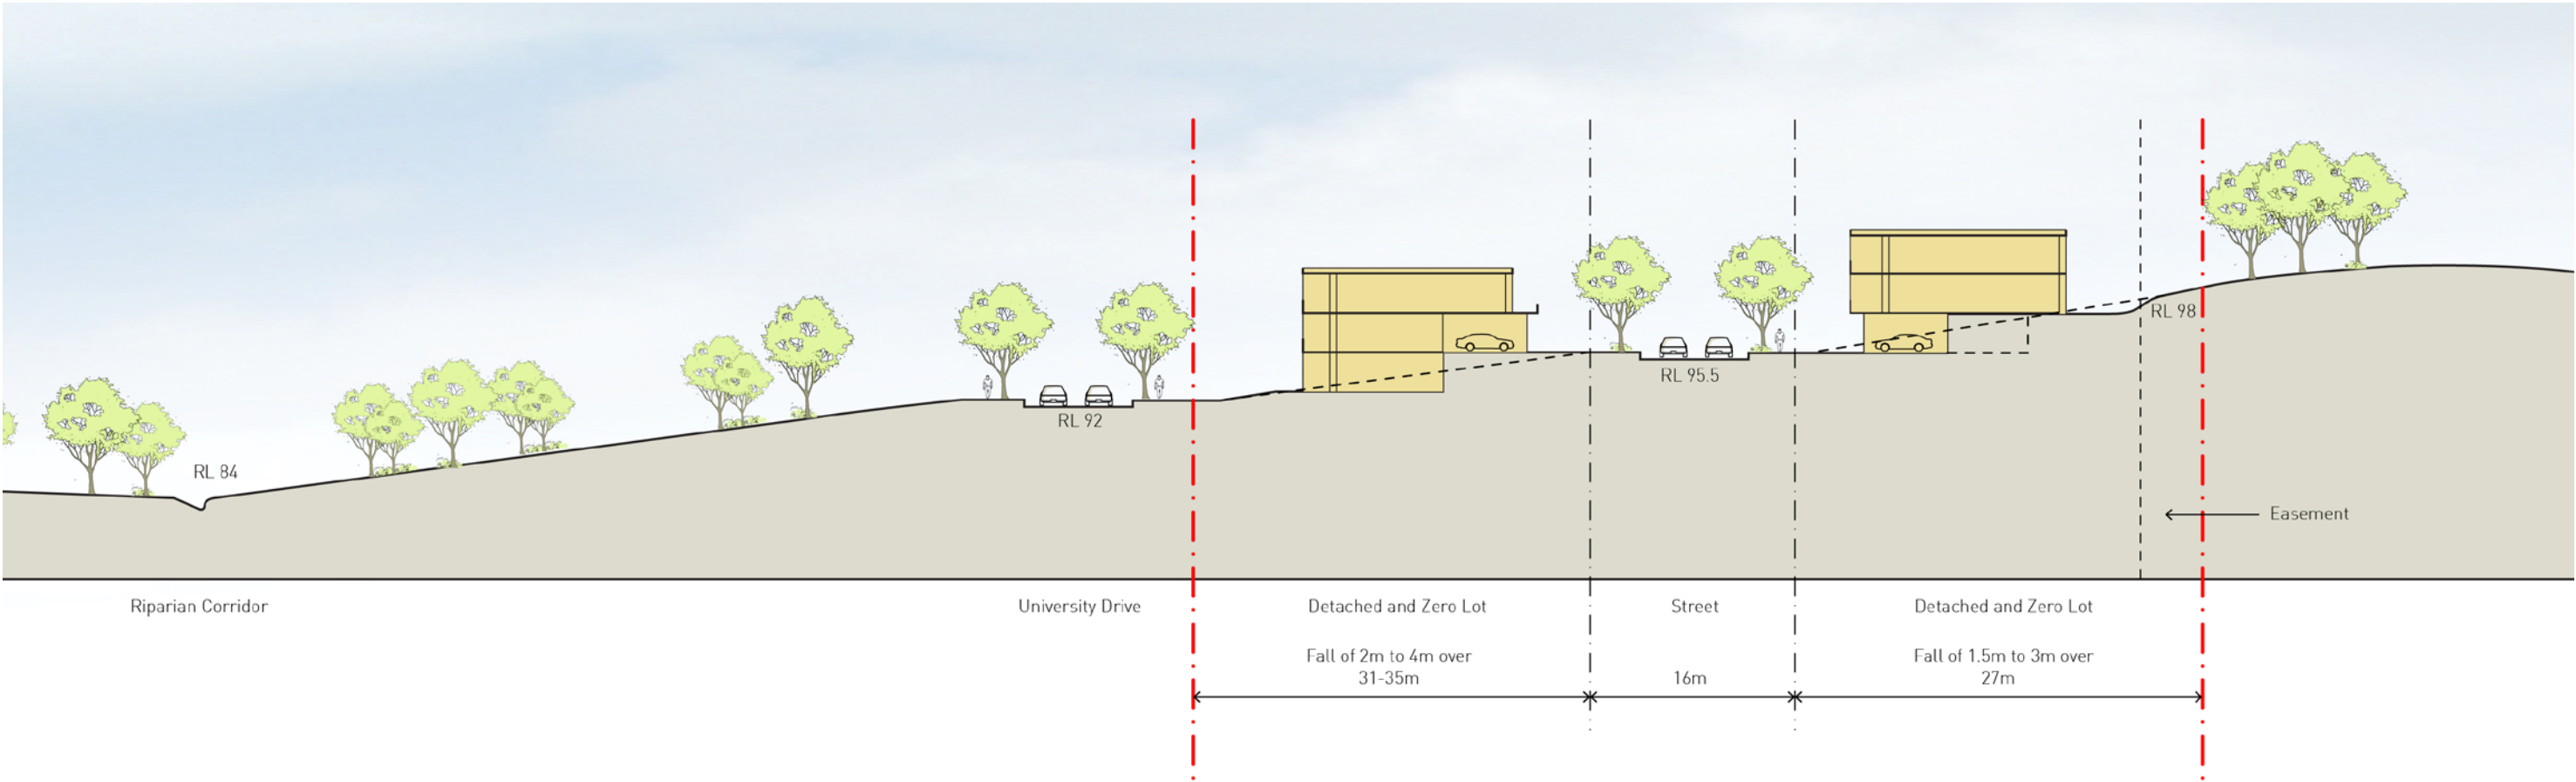 RL 98
RL 95.5
RL 92
RL 84
Easement
Riparian Corridor
University Drive
Detached and Zero Lot
Street
Detached and Zero Lot
Fall of 2m to 4m over
31-35m
16m
Fall of 1.5m to 3m over
27m